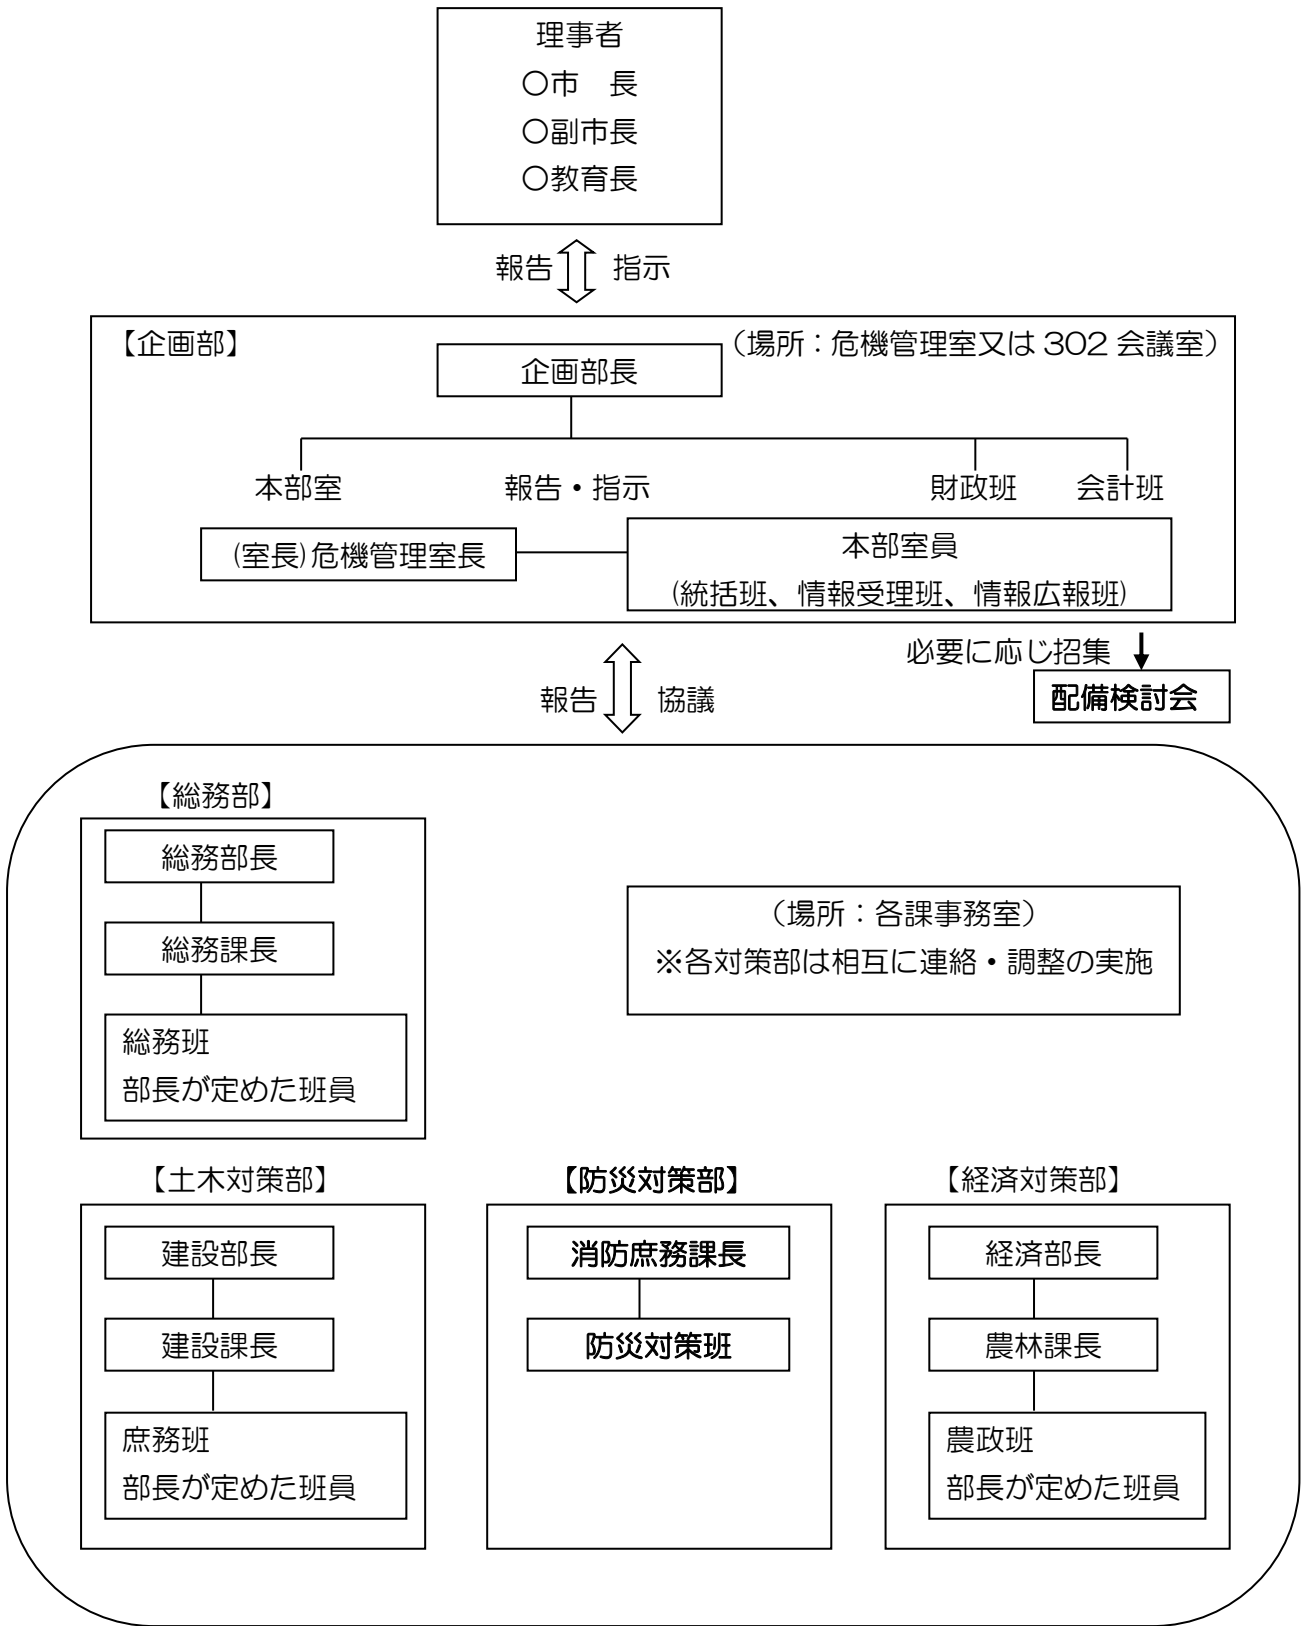 理事者
○市　長
○副市長
○教育長
報告　指示
【企画部】
（場所：危機管理室又は 302 会議室）
企画部長
本部室　報告・指示　財政班　会計班
(室長)危機管理室長
本部室員
(統括班、情報受理班、情報広報班)
必要に応じ招集
配備検討会
報告　協議
【総務部】
総務部長
総務課長
総務班
部長が定めた班員
（場所：各課事務室）
※各対策部は相互に連絡・調整の実施
【土木対策部】
建設部長
建設課長
庶務班
部長が定めた班員
【防災対策部】
消防庶務課長
防災対策班
【経済対策部】
経済部長
農林課長
農政班
部長が定めた班員